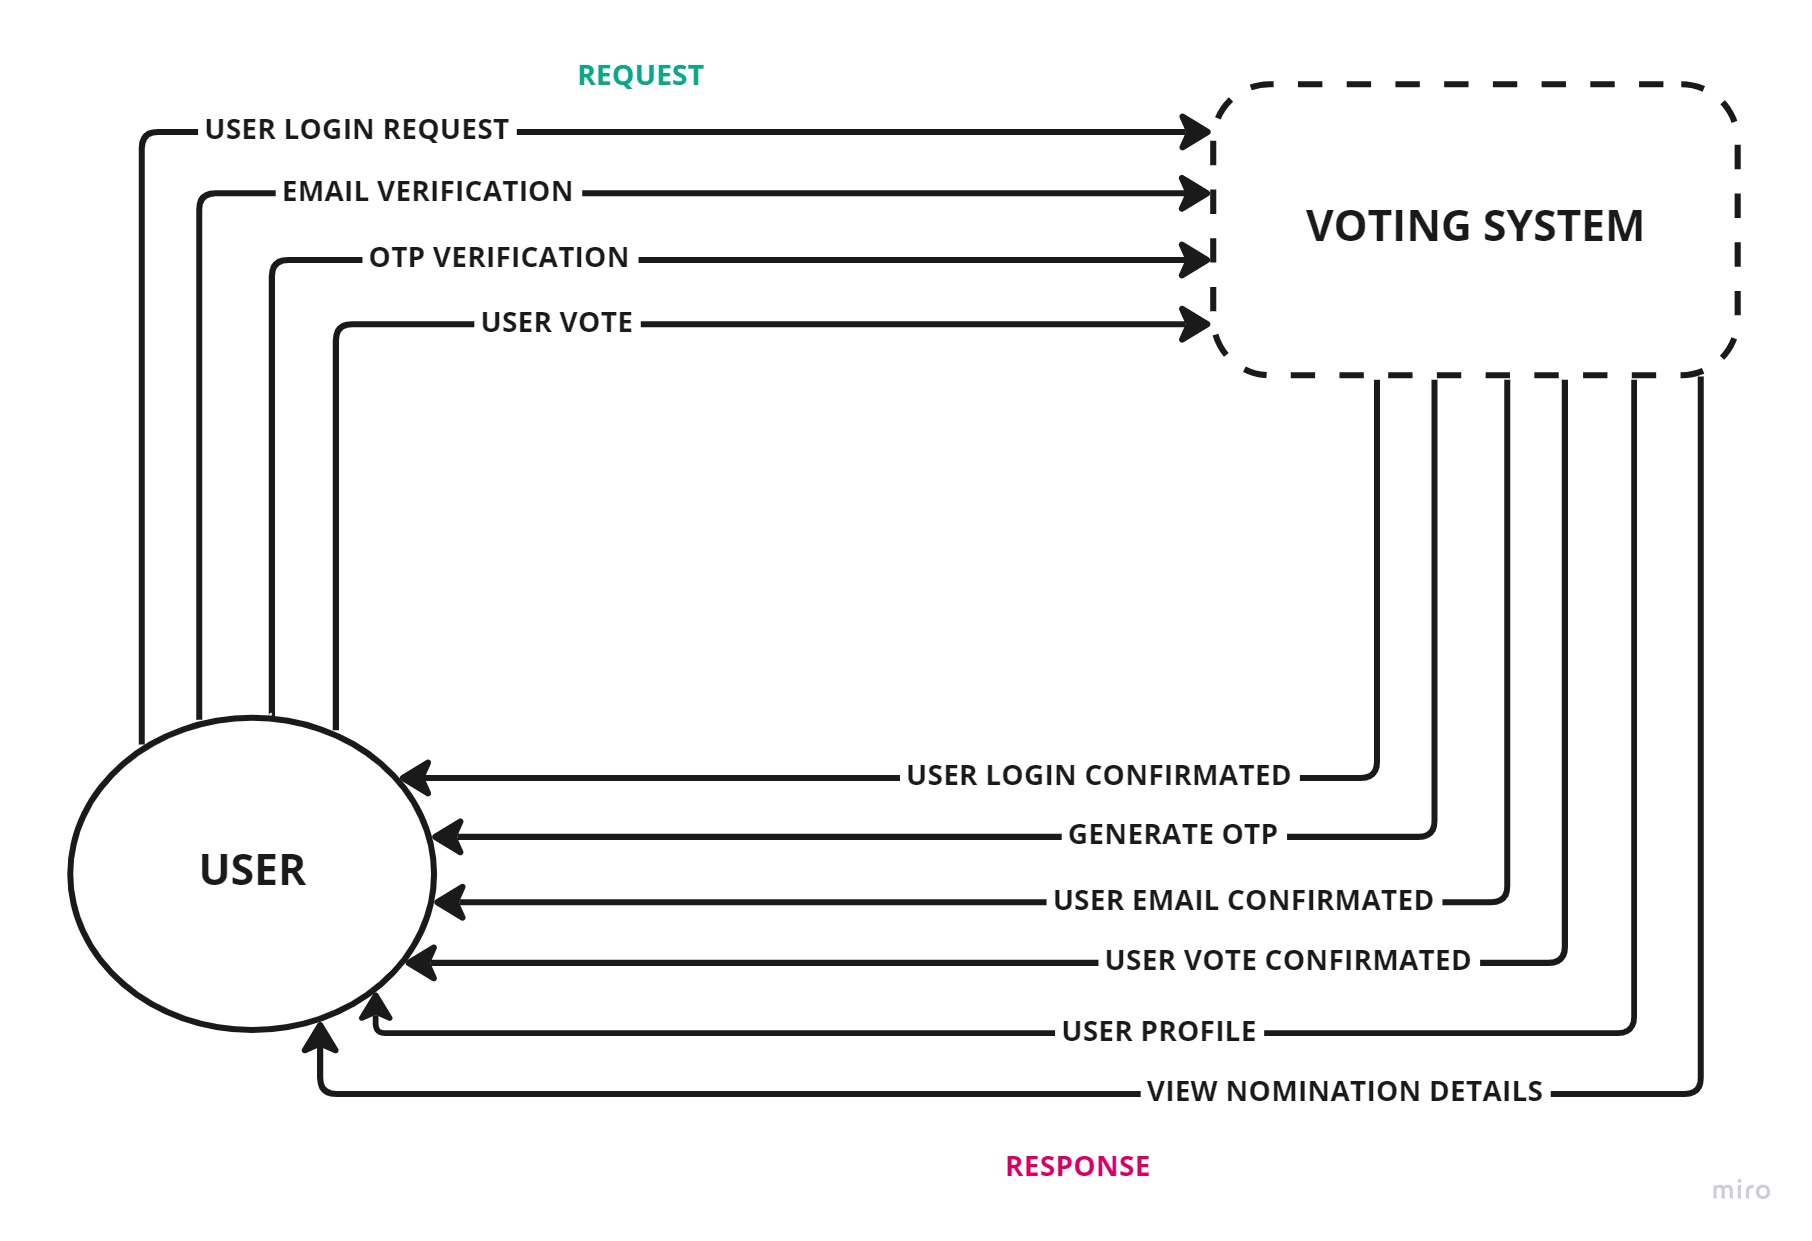 REQUEST
USER LOGIN REQUEST
EMAIL VERIFICATION
VOTING SYSTEM
OTP VERIFICATION
USER VOTE
USER LOGIN CONFIRMATED
GENERATE OTP
USER
USER EMAIL CONFIRMATED
USER VOTE CONFIRMATED
USER PROFILE
VIEW NOMINATION DETAILS
RESPONSE
miro